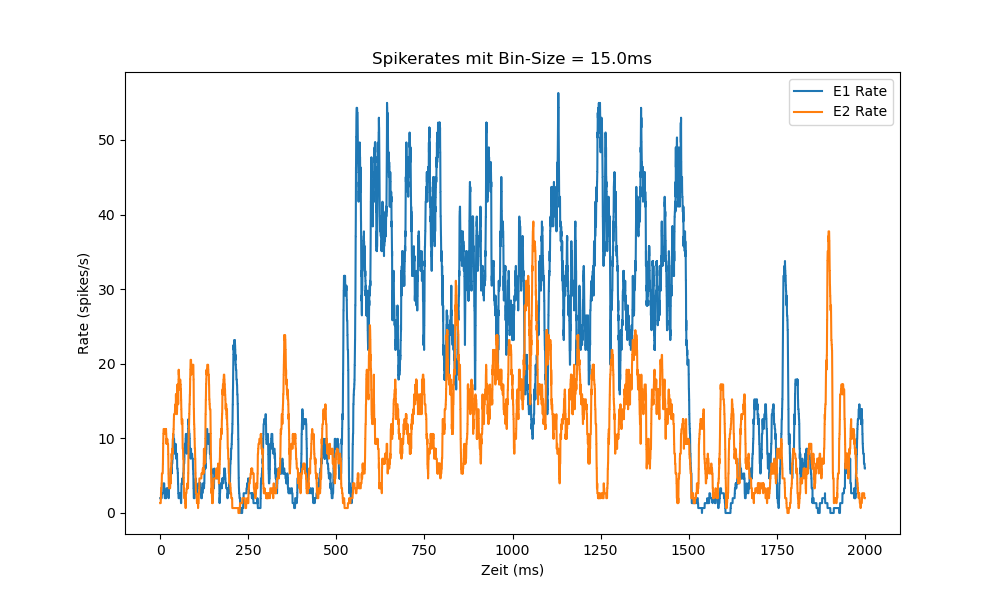 Spikerates mit Bin-Size = 15.0ms
E1 Rate
E2 Rate
Rate (spikes/s)
50
40
30
20
10
0
0 250 500 750 1000 1250 1500 1750 2000
Zeit (ms)